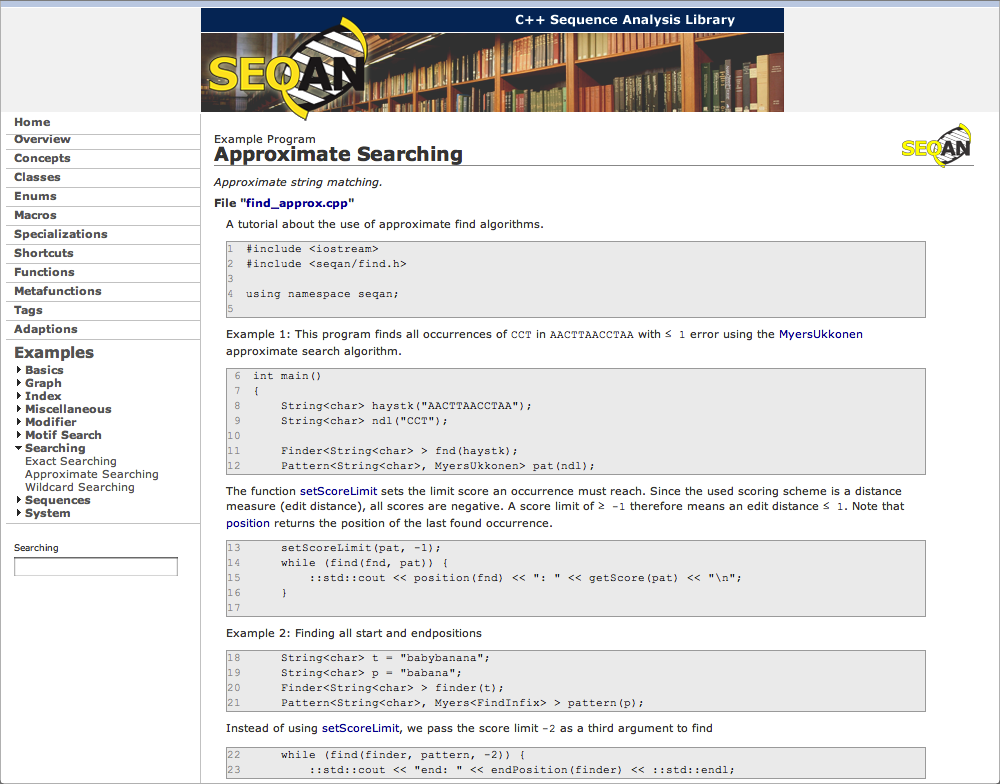 C++ Sequence Analysis Library
SEQAN
Home
Overview
Concepts
Classes
Enums
Macros
Specializations
Shortcuts
Functions
Metafunctions
Tags
Adaptions
Examples
Basics
Graph
Index
Miscellaneous
Modifier
Motif Search
Searching
Exact Searching
Approximate Searching
Wildcard Searching
Sequences
System
Searching
Example Program
Approximate Searching
SEQAN
Approximate string matching.
File "find_approx.cpp"
A tutorial about the use of approximate find algorithms.
1 #include <iostream>
2 #include <seqan/find.h>
3
4 using namespace seqan;
5
Example 1: This program finds all occurrences of CCT in AACTTAACCTAA with ≤ 1 error using the MyersUkkonen
approximate search algorithm.
6 int main()
7 {
8     String<char> haystk("AACTTAACCTAA");
9     String<char> ndl("CCT");
10
11     Finder<String<char> > fnd(haystk);
12     Pattern<String<char>, MyersUkkonen> pat(ndl);
The function setScoreLimit sets the limit score an occurrence must reach. Since the used scoring scheme is a distance
measure (edit distance), all scores are negative. A score limit of ≥ -1 therefore means an edit distance ≤ 1. Note that
position returns the position of the last found occurrence.
13     setScoreLimit(pat, -1);
14     while (find(fnd, pat)) {
15         ::std::cout << position(fnd) << ": " << getScore(pat) << "\n";
16     }
17
Example 2: Finding all start and endpositions
18     String<char> t = "babybanana";
19     String<char> p = "babana";
20     Finder<String<char> > finder(t);
21     Pattern<String<char>, Myers<FindInfix> > pattern(p);
Instead of using setScoreLimit, we pass the score limit -2 as a third argument to find
22     while (find(finder, pattern, -2)) {
23         ::std::cout << "end: " << endPosition(finder) << ::std::endl;